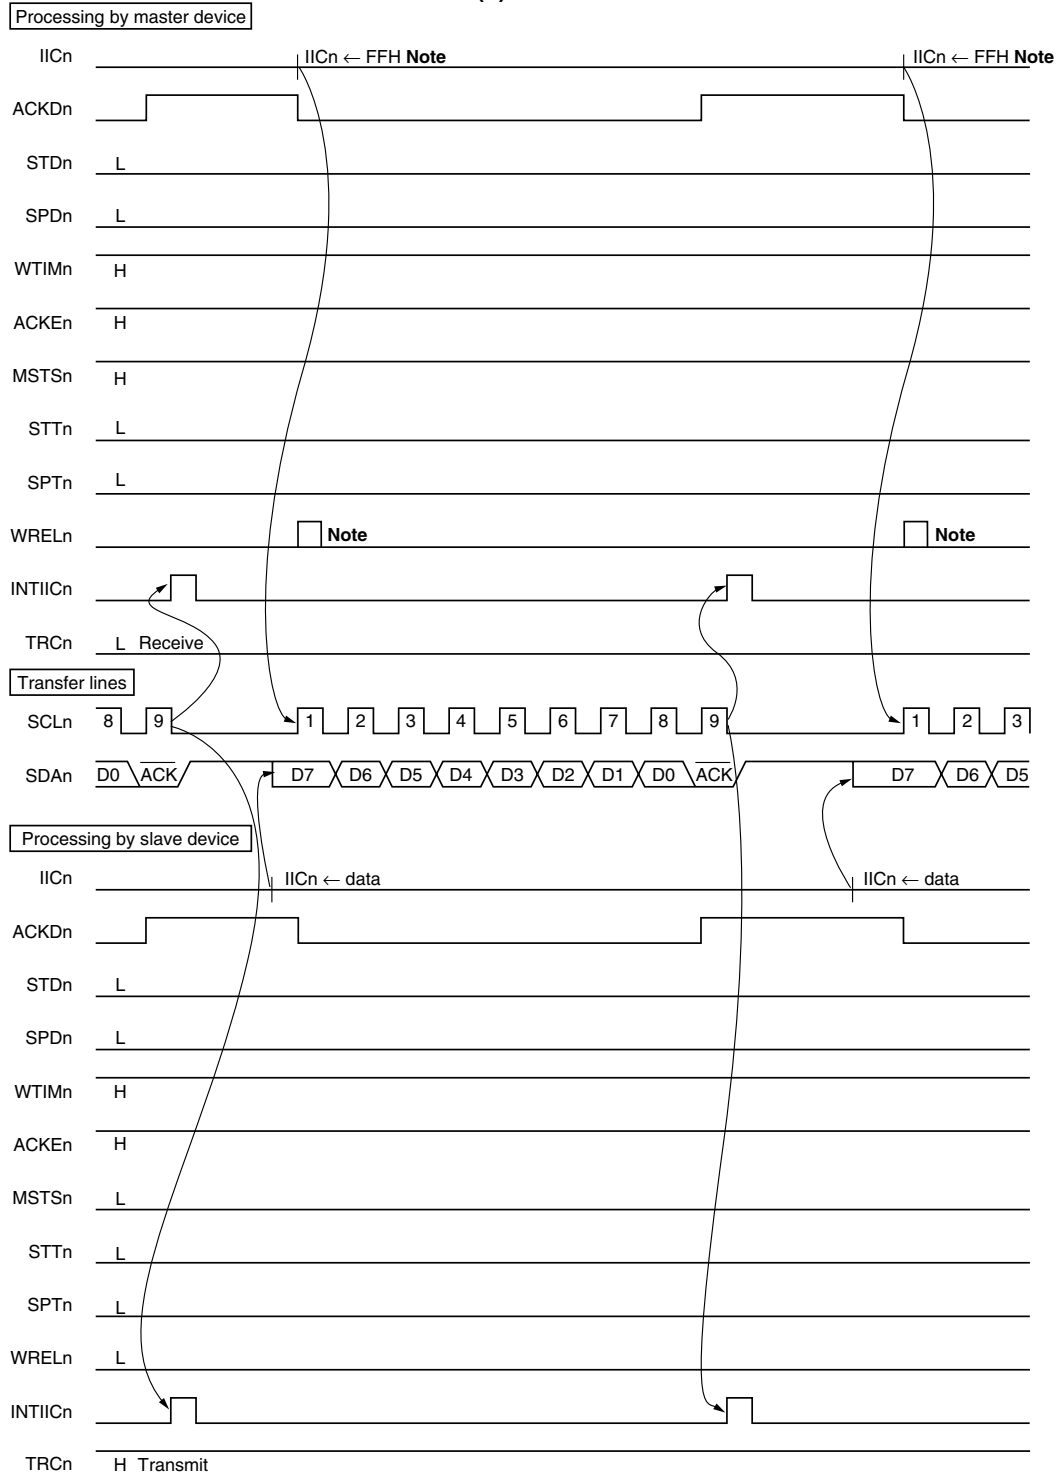 Processing by master device
IICn
IICn ← FFH Note
IICn ← FFH Note
ACKDn
STDn L
SPDn L
WTIMn H
ACKEn H
MSTSn H
STTn L
SPTn L
WRELn Note Note
INTIICn
TRCn L Receive
Transfer lines
SCLn 8 9 1 2 3 4 5 6 7 8 9 1 2 3
SDAn D0 ACK D7 D6 D5 D4 D3 D2 D1 D0 ACK D7 D6 D5
Processing by slave device
IICn
IICn ← data
IICn ← data
ACKDn
STDn L
SPDn L
WTIMn H
ACKEn H
MSTSn L
STTn L
SPTn L
WRELn L
INTIICn
TRCn H Transmit